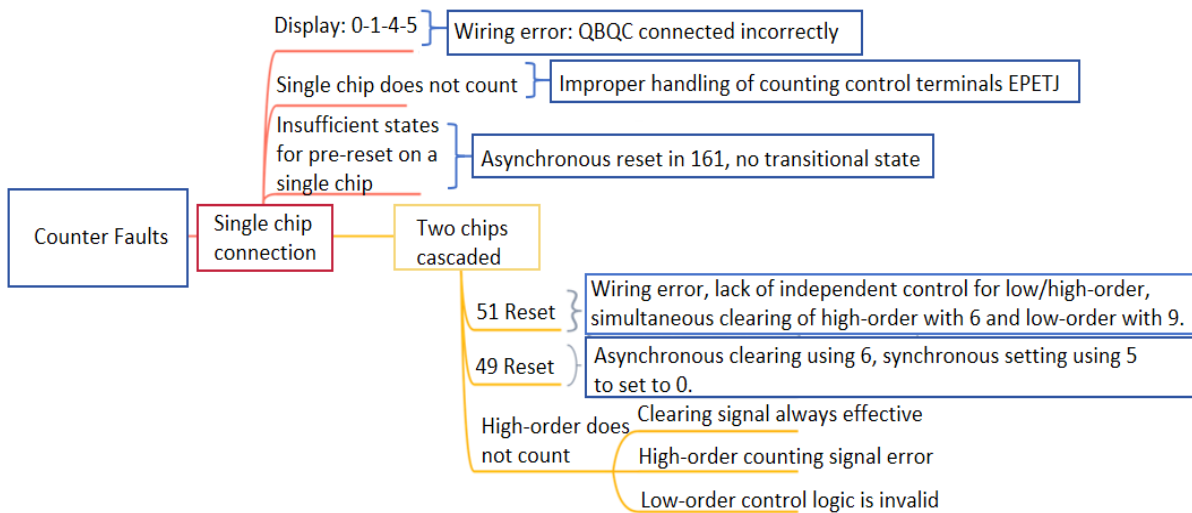 Display: 0-1-4-5
Wiring error: QBQC connected incorrectly
Single chip does not count
Improper handling of counting control terminals EPETJ
Insufficient states
for pre-reset on a
single chip
Asynchronous reset in 161, no transitional state
Counter Faults
Single chip
connection
Two chips
cascaded
51 Reset
Wiring error, lack of independent control for low/high-order,
simultaneous clearing of high-order with 6 and low-order with 9.
49 Reset
Asynchronous clearing using 6, synchronous setting using 5
to set to 0.
High-order does
not count
Clearing signal always effective
High-order counting signal error
Low-order control logic is invalid